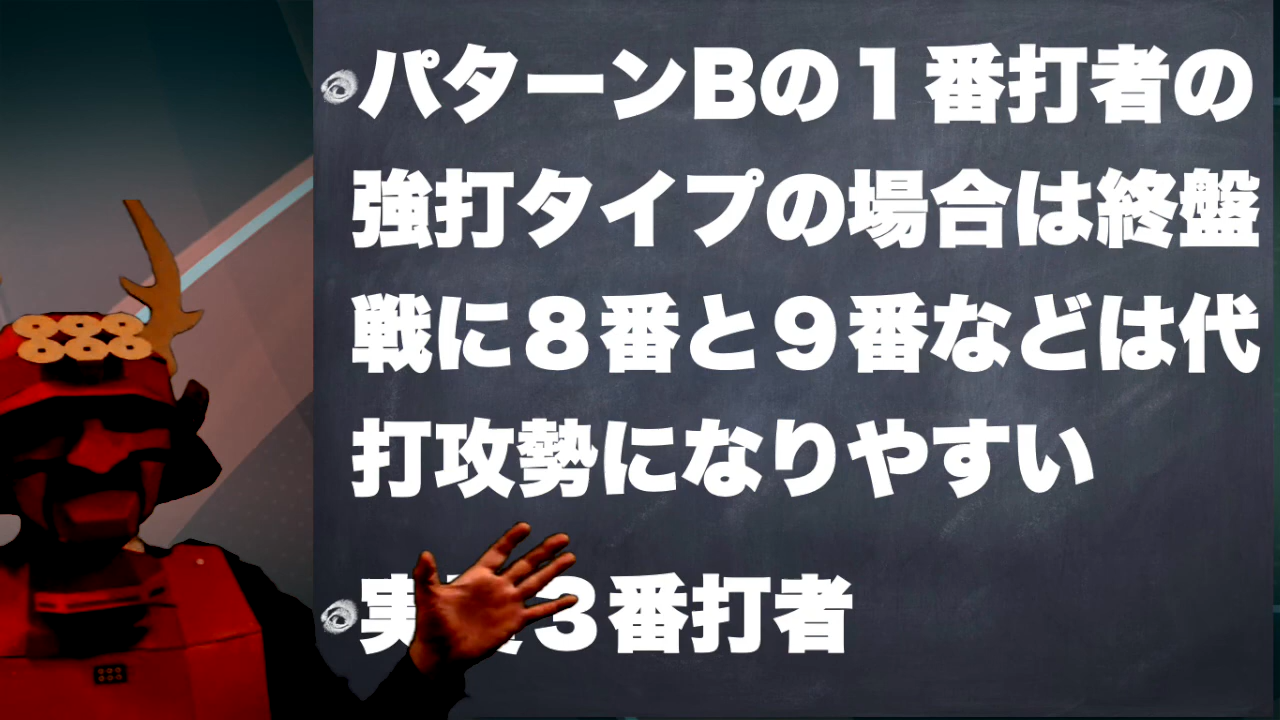 パターンBの１番打者の
強打タイプの場合は終盤
戦に８番と９番などは代
打攻勢になりやすい
実 ３番打者